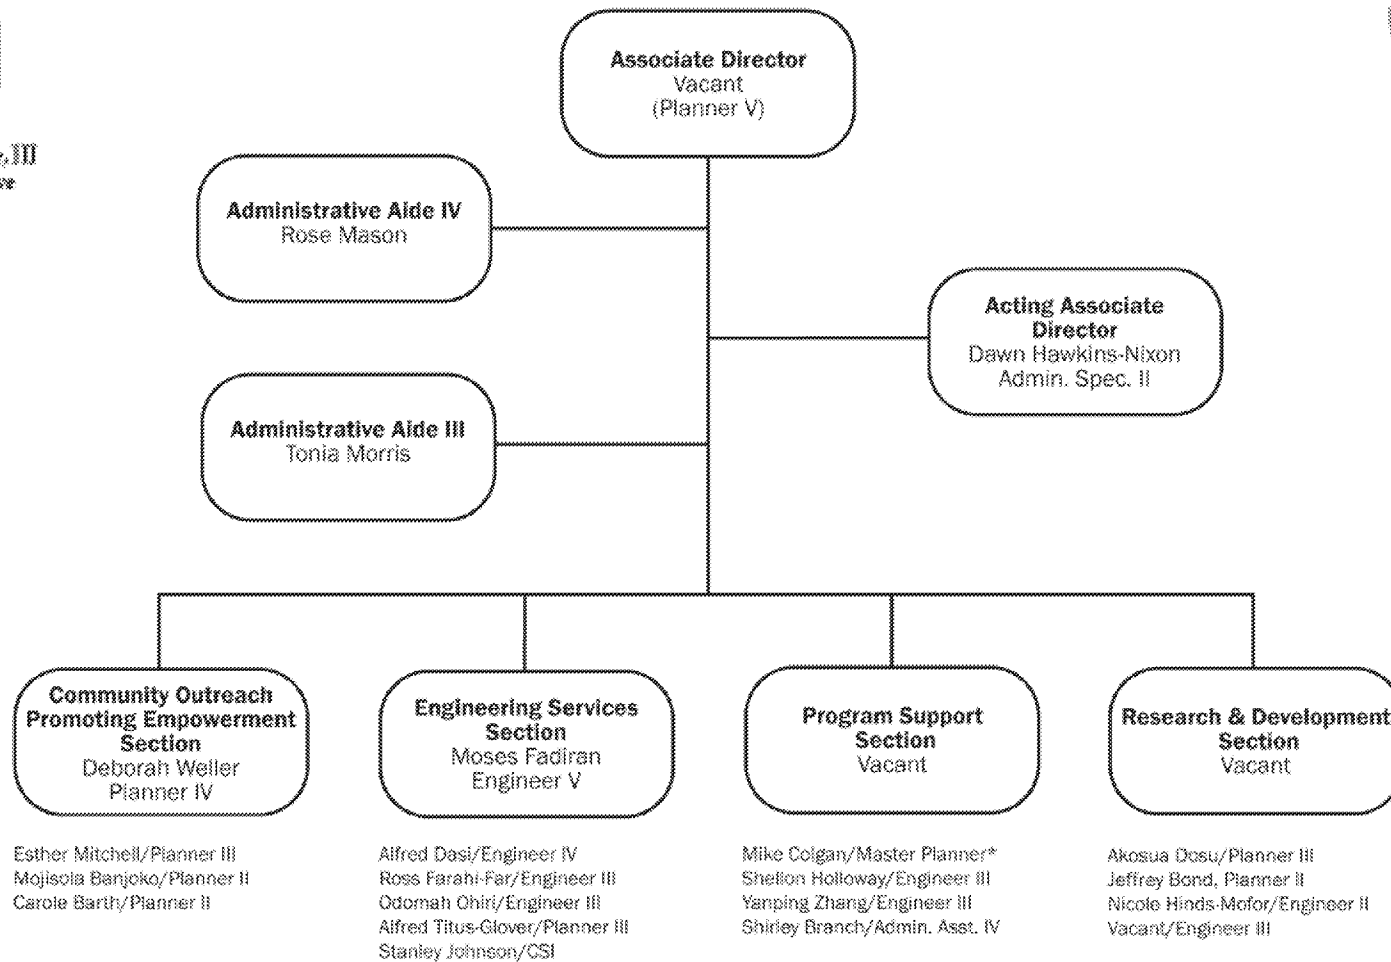 Associate Director
Vacant
(Planner V)
III
Administrative Aide IV
Rose Mason
Acting Associate
Director
Dawn Hawkins-Nixon
Admin. Spec. II
Administrative Aide III
Tonia Morris
Community Outreach
Promoting Empowerment
Section
Deborah Weller
Planner IV
Engineering Services
Section
Moses Fadiran
Engineer V
Program Support
Section
Vacant
Research & Development
Section
Vacant
Esther Mitchell/Planner III
Mojisola Banjoko/Planner II
Carole Barth/Planner II
Alfred Dasi/Engineer IV
Ross Farahi-Far/Engineer III
Odomah Ohiri/Engineer III
Alfred Titus-Glover/Planner III
Stanley Johnson/CSI
Mike Colgan/Master Planner*
Shellon Holloway/Engineer III
Yanping Zhang/Engineer III
Shirley Branch/Admin. Asst. IV
Akosua Dosu/Planner III
Jeffrey Bond, Planner II
Nicole Hinds-Mofor/Engineer II
Vacant/Engineer III